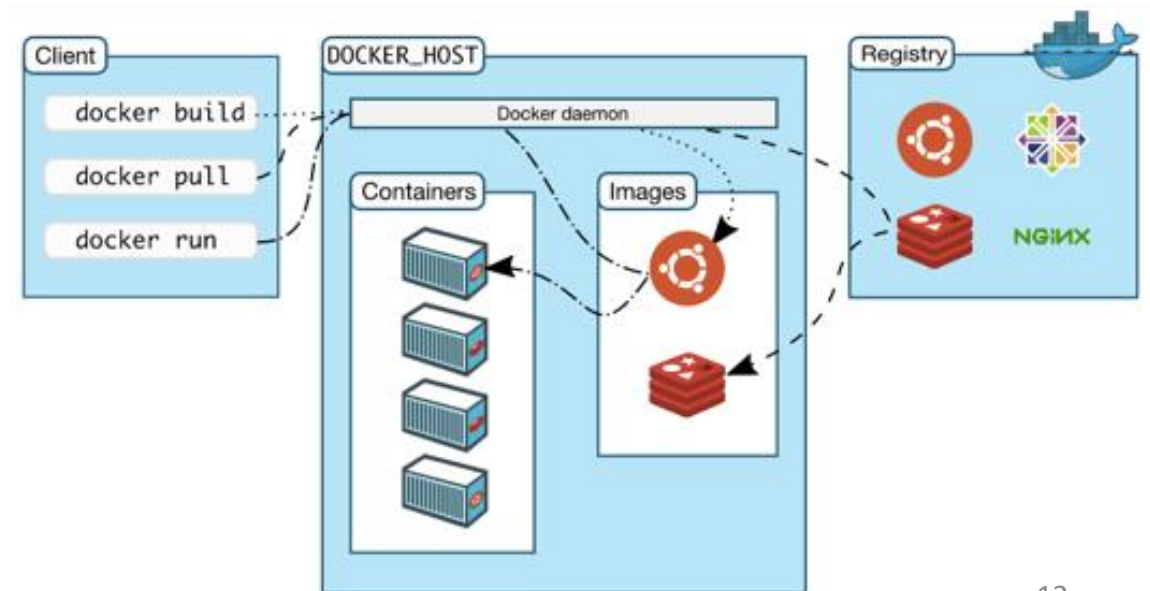 Client
docker build
docker pull
docker run
DOCKER_HOST
Docker daemon
Containers
Images
Registry
NGiNX